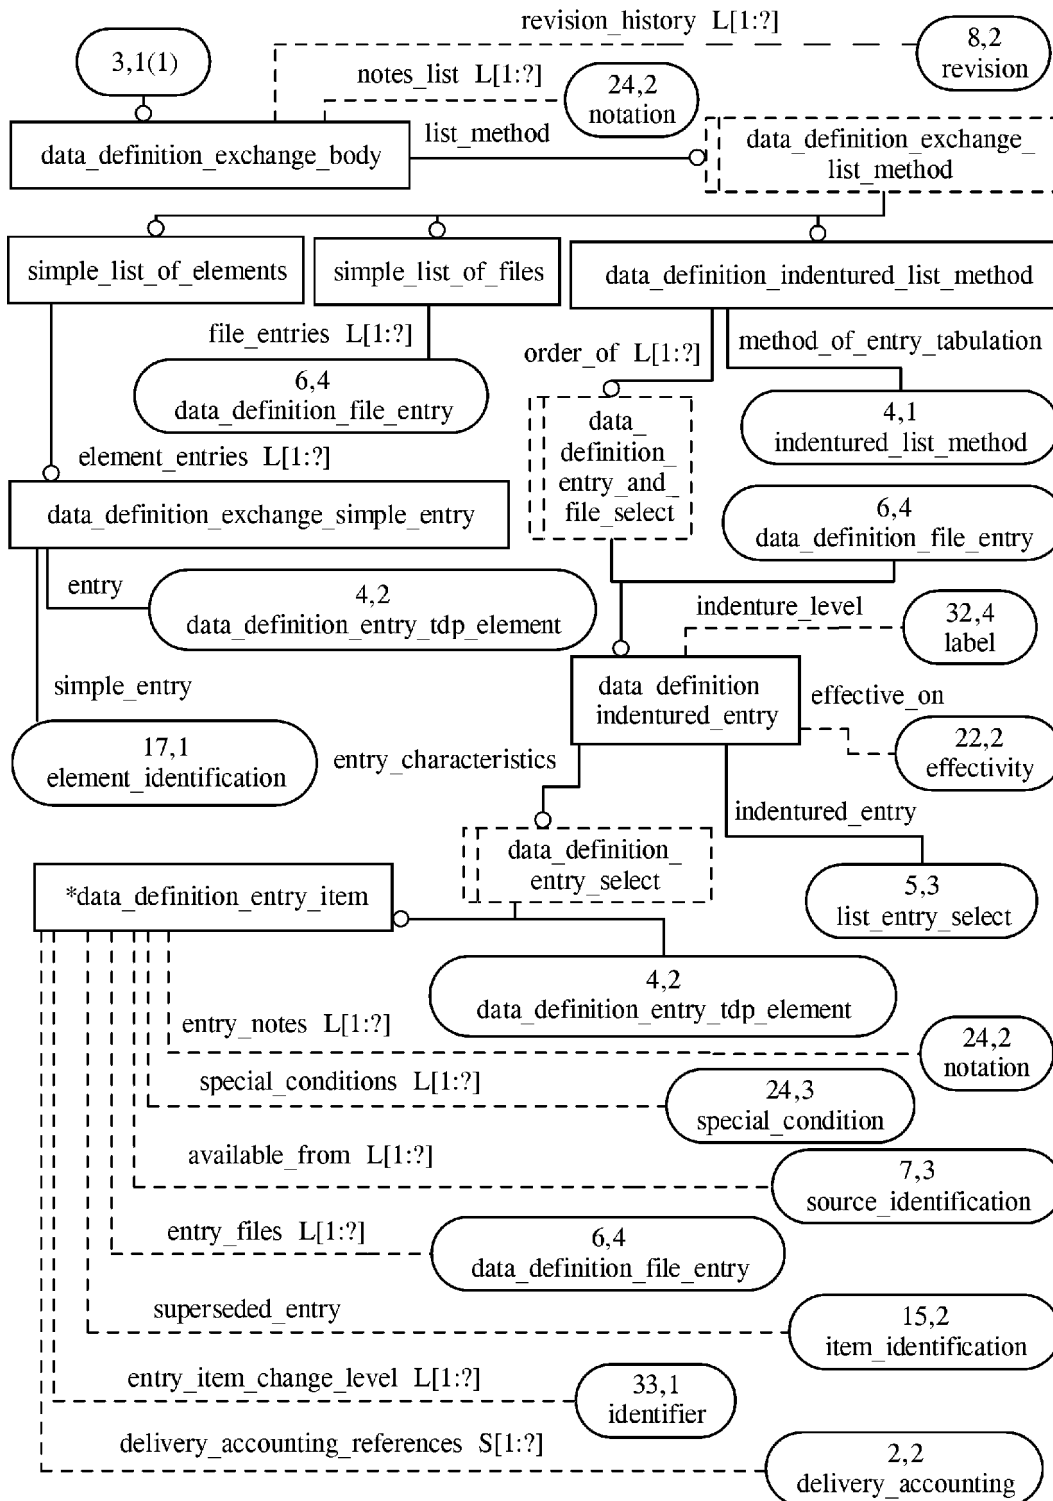 revision_history L[1:?]
3,1(1)
8,2
revision
notes_list L[1:?]
24,2
notation
list_method
data_definition_exchange_body
data_definition_exchange_
list_method
simple_list_of_elements
simple_list_of_files
data_definition_indentured_list_method
file_entries L[1:?]
order_of L[1:?]
method_of_entry_tabulation
6,4
data_definition_file_entry
data_
definition_
entry_and_
file_select
4,1
indentured_list_method
element_entries L[1:?]
data_definition_exchange_simple_entry
6,4
data_definition_file_entry
entry
4,2
data_definition_entry_tdp_element
indenture_level
32,4
label
simple_entry
data definition
indentured_entry
effective_on
17,1
element_identification
entry_characteristics
22,2
effectivity
indentured_entry
data_definition_
entry_select
*data_definition_entry_item
5,3
list_entry_select
4,2
data_definition_entry_tdp_element
entry_notes L[1:?]
24,2
notation
special_conditions L[1:?]
24,3
special_condition
available_from L[1:?]
7,3
source_identification
entry_files L[1:?]
6,4
data_definition_file_entry
superseded_entry
15,2
item_identification
entry_item_change_level L[1:?]
33,1
identifier
delivery_accounting_references S[1:?]
2,2
delivery_accounting